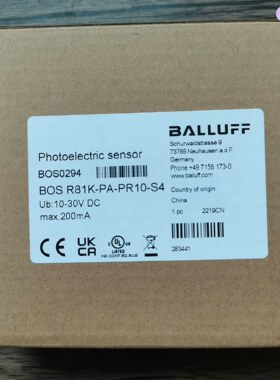 BALLUFF
Schurwaldstrasse 9
73765 Neuhausen a.d.F.
Germany
Phone +49 7158 173-0
www.balluff.com
Photoelectric sensor
BOS0294
BOS R81K-PA-PR10-S4
Ub:10-30V DC
max.200mA
Country of origin
China
1 pc 2219CN
CE
UK
CA
UL
LISTED
283441